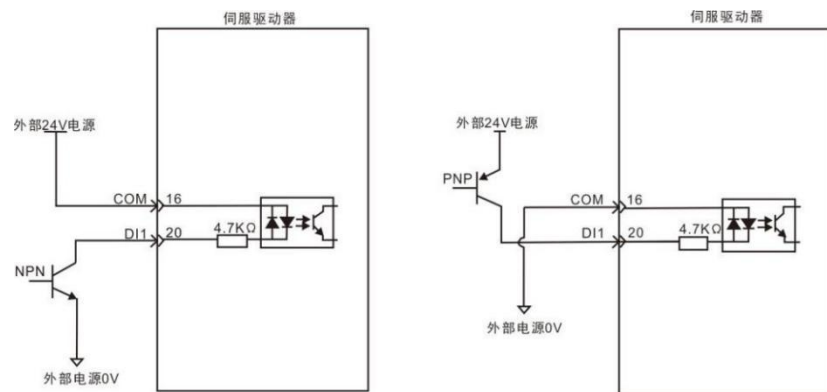 伺服驱动器
外部24V电源
COM
16
4.7KΩ
DI1
20
NPN
外部电源0V
伺服驱动器
外部24V电源
PNP
COM
16
4.7KΩ
DI1
20
外部电源0V